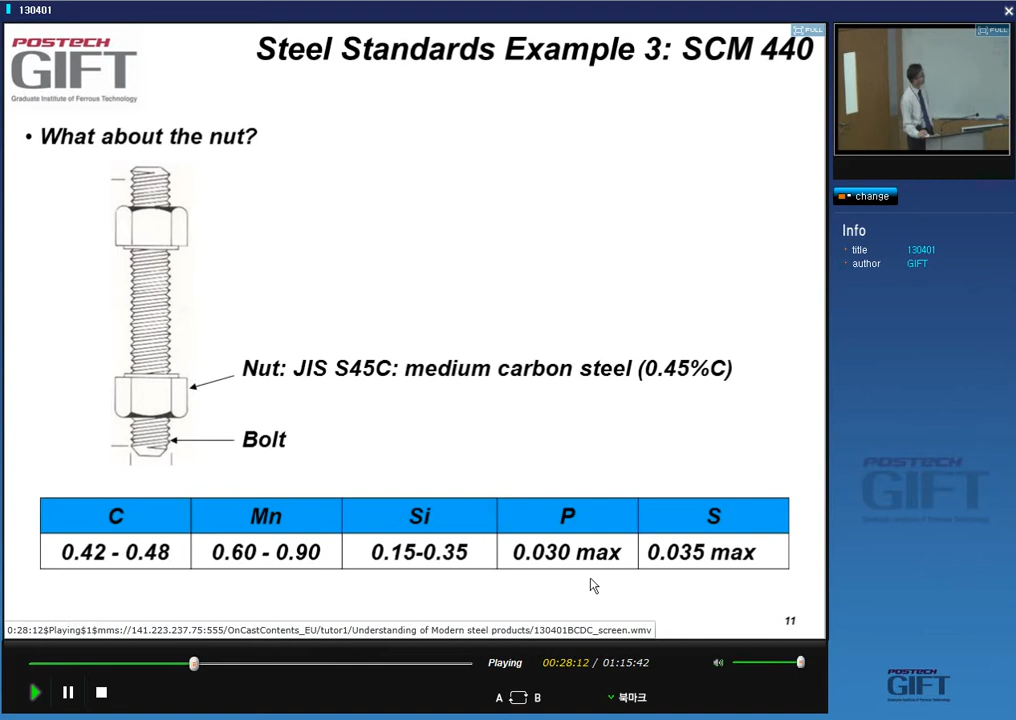 130401
FULL
POSTECH
GIFT
Graduate Institute of Ferrous Technology
Steel Standards Example 3: SCM 440
• What about the nut?
Nut: JIS S45C: medium carbon steel (0.45%C)
Bolt
C Mn Si P S
0.42 - 0.48 0.60 - 0.90 0.15-0.35 0.030 max 0.035 max
11
0:28:12$Playing$1$mms://141.223.237.75:555/OnCastContents_EU/tutor1/Understanding of Modern steel products/130401BCDC_screen.wmv
Playing 00:28:12 / 01:15:42
A B 북마크
FULL
change
Info
title 130401
author GIFT
POSTECH
GIFT
POSTECH
GIFT